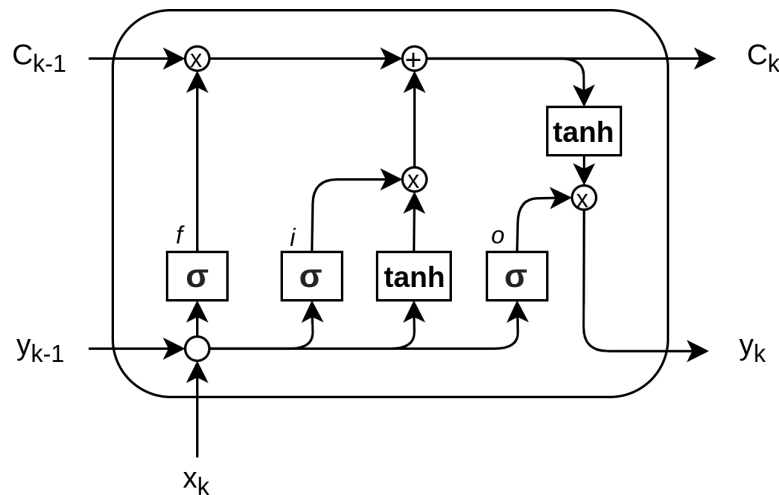 C_{k-1}
x
+
C_k
tanh
x
x
f
i
o
σ
σ
tanh
σ
y_{k-1}
y_k
x_k